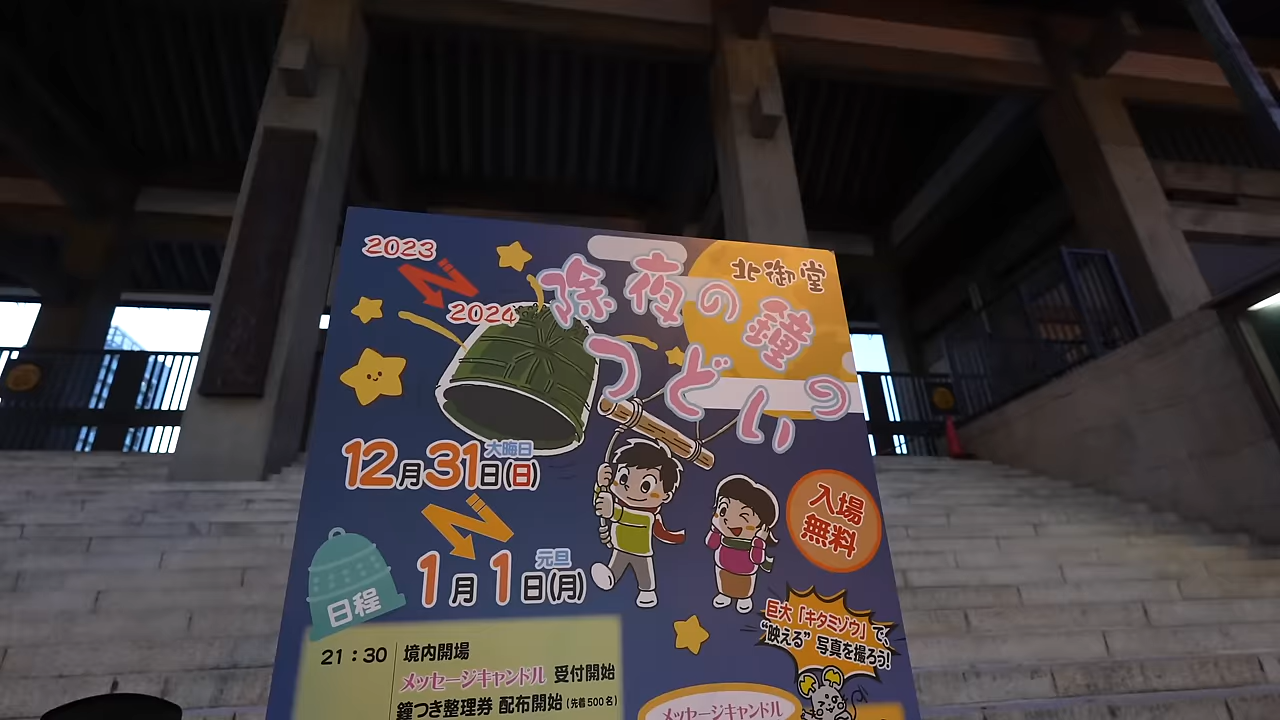 2023
2024
北御堂
除夜の鐘の
つどい
12月31日(日)
大晦日
1月1日(月)
元旦
入場
無料
日程
巨大「キタミゾウ」で、
“映える”写真を撮ろう!
21:30 境内開場
メッセージキャンドル 受付開始
鐘つき整理券 配布開始(先着500名)
メッセージキャンドル